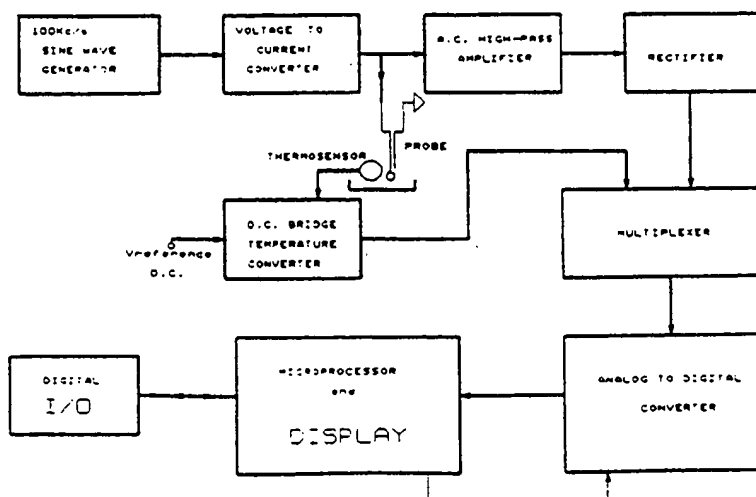 100Kc/s
SINE WAVE
GENERATOR
VOLTAGE TO
CURRENT
CONVERTER
A.C. HIGH-PASS
AMPLIFIER
RECTIFIER
THERMOSENSOR
PROBE
D.C. BRIDGE
TEMPERATURE
CONVERTER
Vreference
D.C.
MULTIPLEXER
DIGITAL
I/O
MICROPROCESSOR
and
DISPLAY
ANALOG TO DIGITAL
CONVERTER